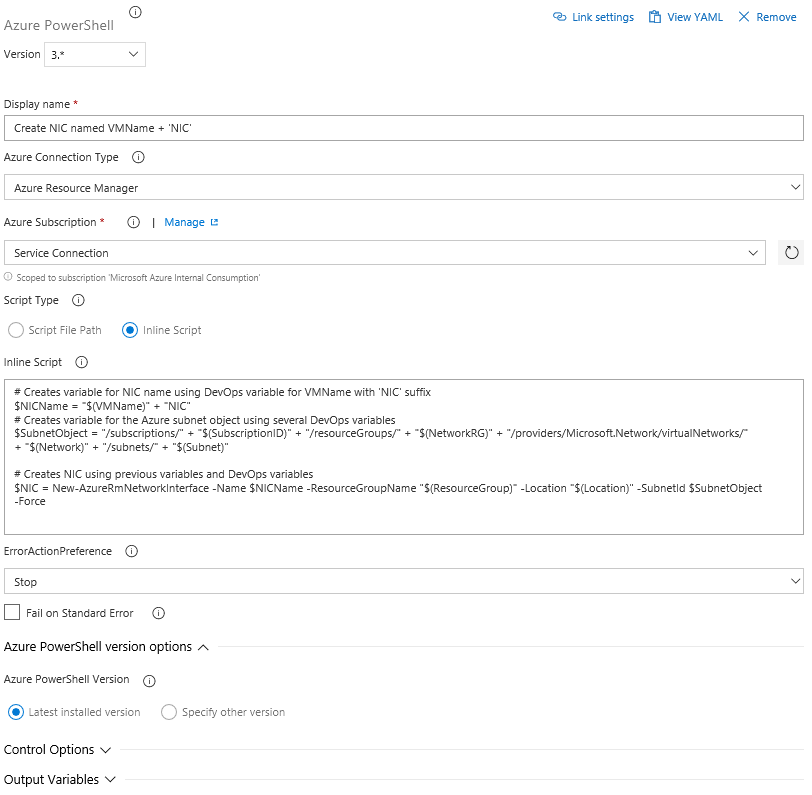 Azure PowerShell
Link settings View YAML Remove
Version 3.*
Display name *
Create NIC named VMName + 'NIC'
Azure Connection Type
Azure Resource Manager
Azure Subscription * | Manage
Service Connection
Scoped to subscription 'Microsoft Azure Internal Consumption'
Script Type
Script File Path Inline Script
Inline Script
# Creates variable for NIC name using DevOps variable for VMName with 'NIC' suffix
$NICName = "$(VMName)" + "NIC"
# Creates variable for the Azure subnet object using several DevOps variables
$SubnetObject = "/subscriptions/" + "$(SubscriptionID)" + "/resourceGroups/" + "$(NetworkRG)" + "/providers/Microsoft.Network/virtualNetworks/"
+ "$(Network)" + "/subnets/" + "$(Subnet)"
# Creates NIC using previous variables and DevOps variables
$NIC = New-AzureRmNetworkInterface -Name $NICName -ResourceGroupName "$(ResourceGroup)" -Location "$(Location)" -SubnetId $SubnetObject
-Force
ErrorActionPreference
Stop
Fail on Standard Error
Azure PowerShell version options
Azure PowerShell Version
Latest installed version Specify other version
Control Options
Output Variables